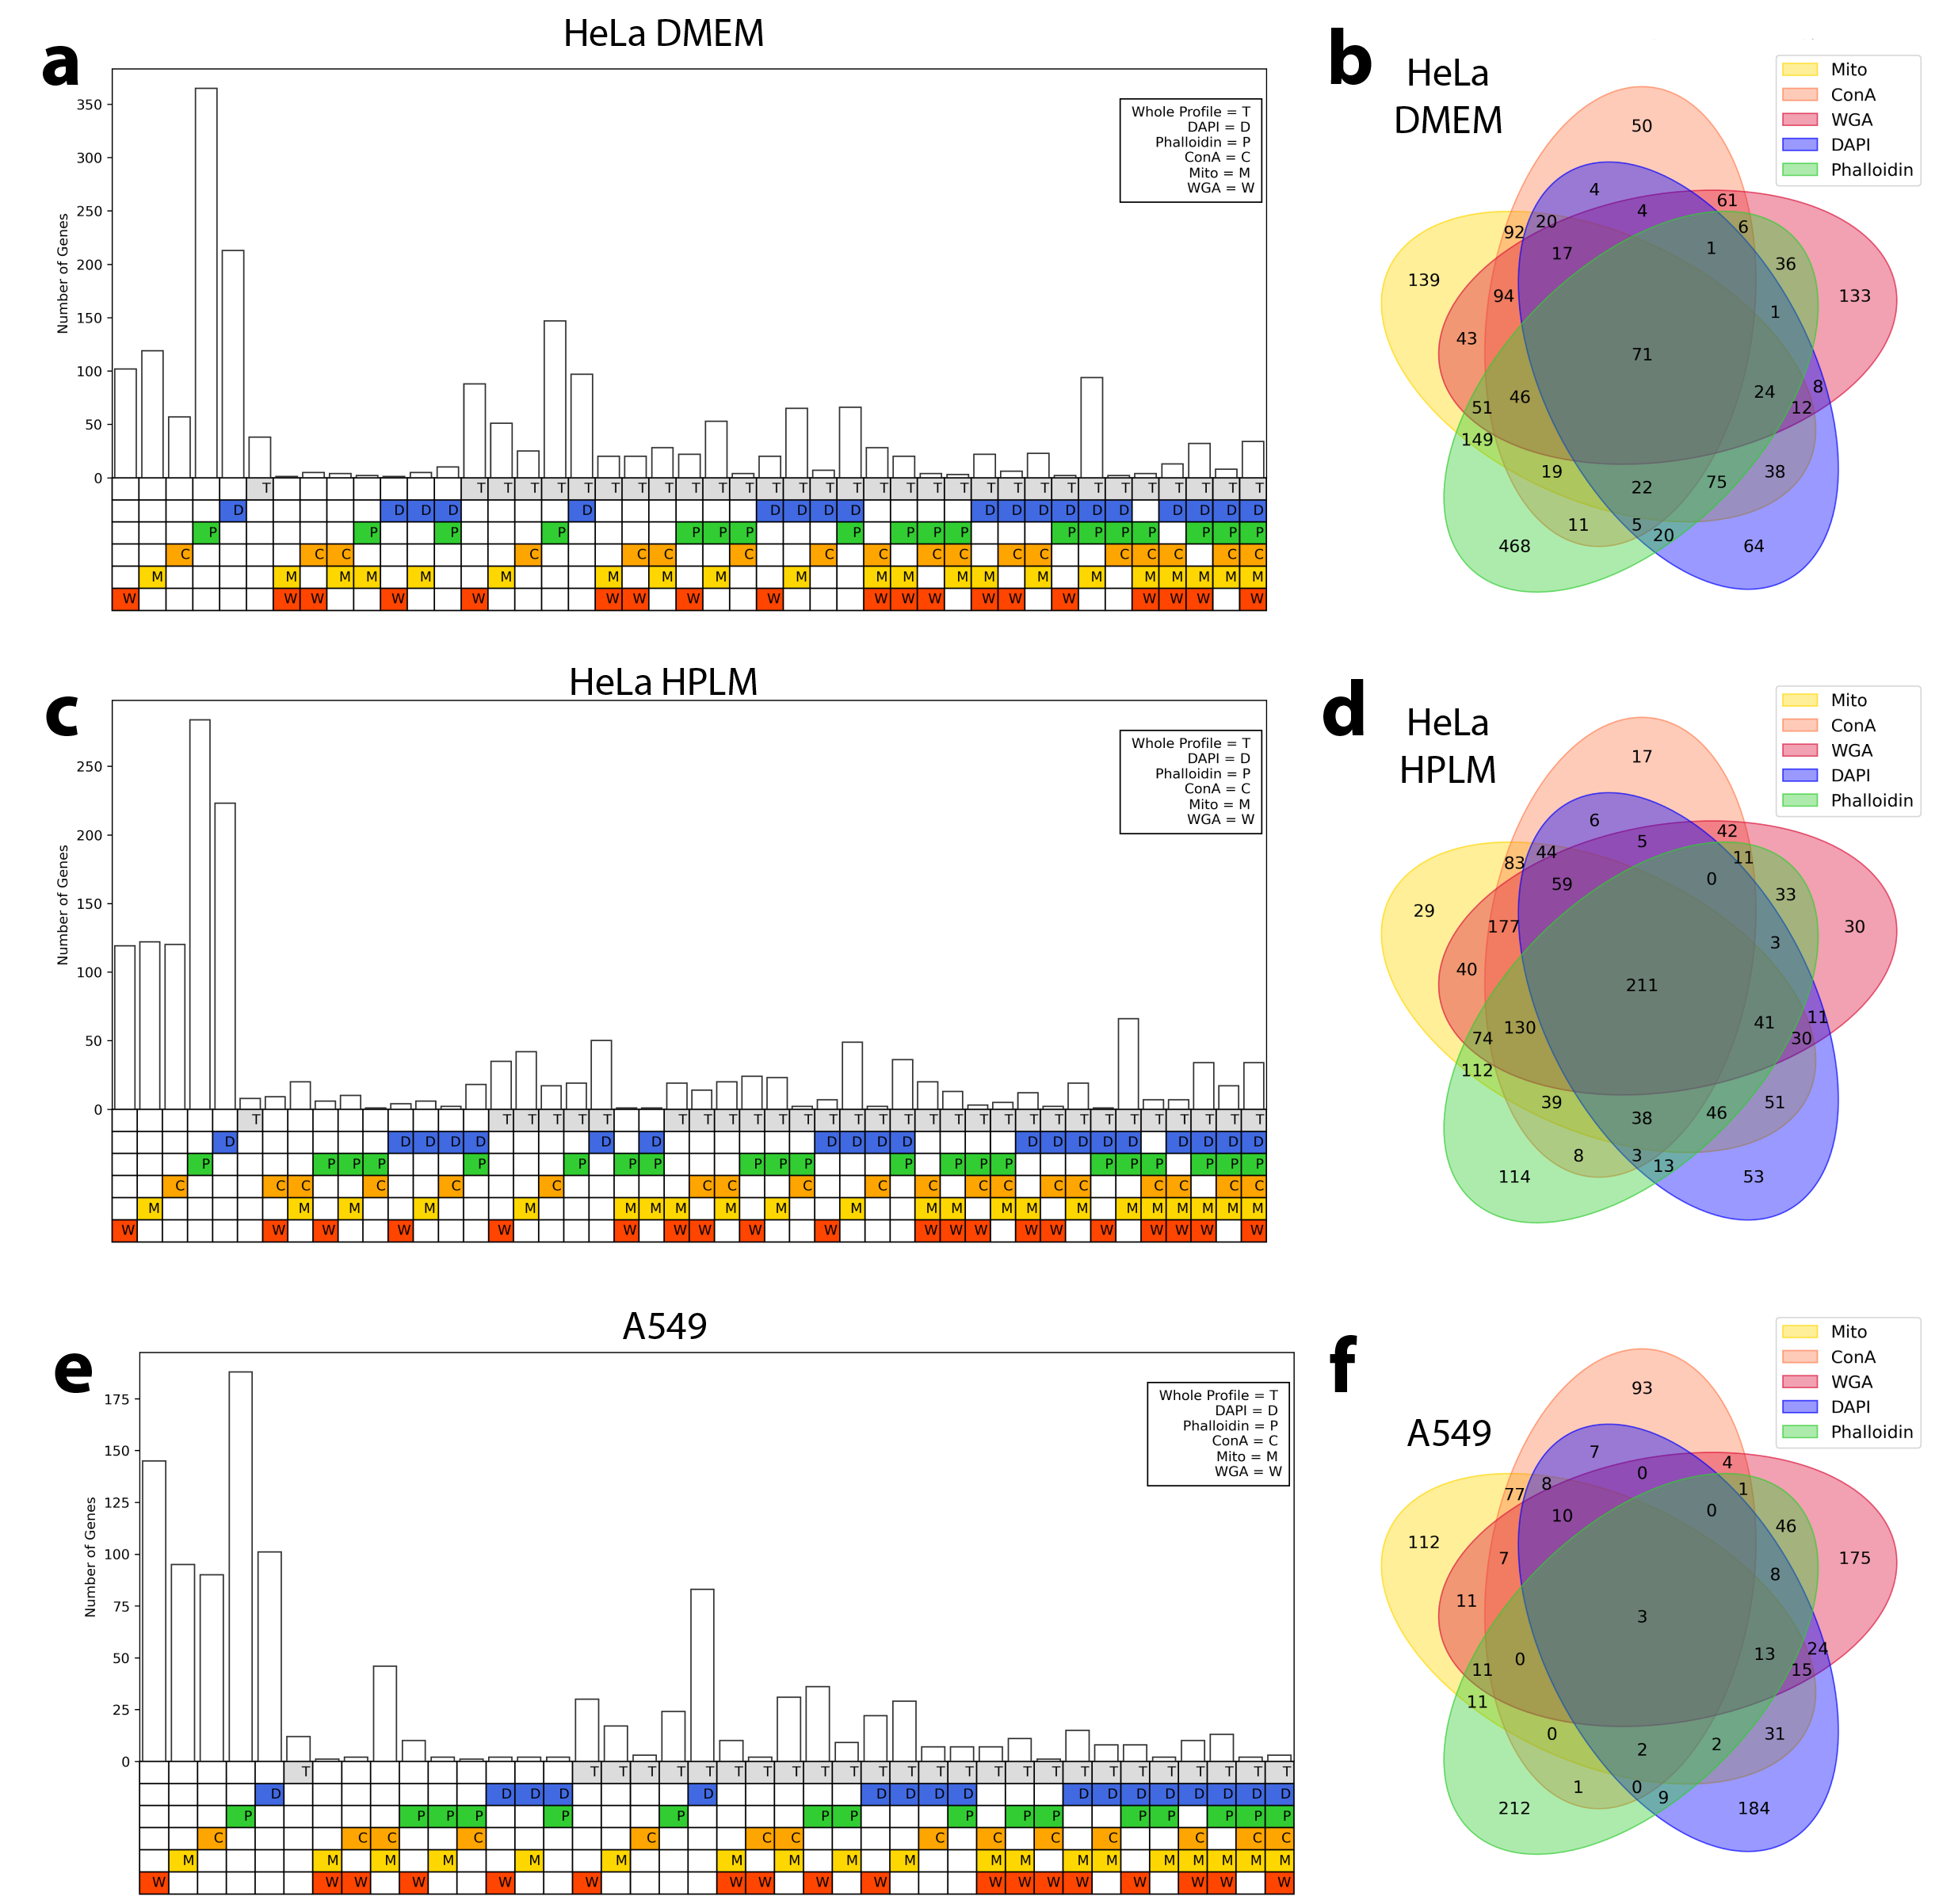 a
HeLa DMEM
Number of Genes
350
300
250
200
150
100
50
0
Whole Profile = T
DAPI = D
Phalloidin = P
ConA = C
Mito = M
WGA = W
T T T T T T T T T T T T T T T T T T T T T T T T T T T T T T T
D D D D D D D D D D D D D D D D D D D
P P P P P P P P P P P P P P P P P P
C C C C C C C C C C C C C C C C C C
M M M M M M M M M M M M M M M M M M M M M
W W W W W W W W W W W W W W W W W W W
b
HeLa
DMEM
Mito
ConA
WGA
DAPI
Phalloidin
50
4
61
20
4
6
92
17
1
36
139
94
133
1
43
71
24
8
46
51
12
149
19
75
38
22
11
5
20
468
64
c
HeLa HPLM
Number of Genes
250
200
150
100
50
0
Whole Profile = T
DAPI = D
Phalloidin = P
ConA = C
Mito = M
WGA = W
T T T T T T T T T T T T T T T T T T T T T T T T T T T T T T
D D D D D D D D D D D D D D D D D D D D
P P P P P P P P P P P P P P P P P P P P P
C C C C C C C C C C C C C C C C C C C
M M M M M M M M M M M M M M M M M M M M M M
W W W W W W W W W W W W W W W W W W W W
d
HeLa
HPLM
Mito
ConA
WGA
DAPI
Phalloidin
17
6
42
44
5
11
83
59
0
33
29
177
30
3
40
211
41
11
130
74
30
112
39
46
51
38
8
3
13
114
53
e
A549
Number of Genes
175
150
125
100
75
50
25
0
Whole Profile = T
DAPI = D
Phalloidin = P
ConA = C
Mito = M
WGA = W
T T T T T T T T T T T T T T T T T T T T T T T T T T
D D D D D D D D D D D D D D D D D
P P P P P P P P P P P P P P P P
C C C C C C C C C C C C C C
M M M M M M M M M M M M M M M M M M M
W W W W W W W W W W W W W W W W W W
f
A549
Mito
ConA
WGA
DAPI
Phalloidin
93
7
4
8
0
1
77
10
0
46
112
7
175
8
11
3
13
24
0
11
15
11
0
2
31
2
1
0
9
212
184